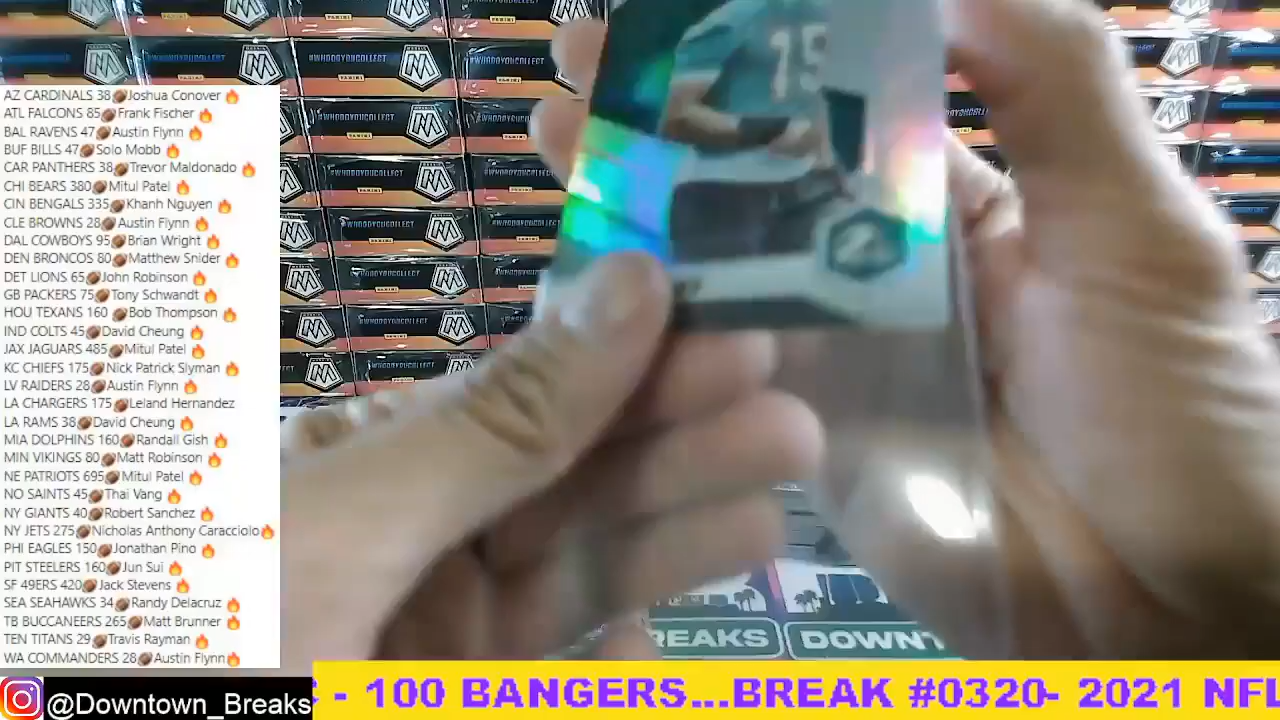 #WHODOYOUCOLLECT
PANINI
MOSAIC
15
AZ CARDINALS 38🏈Joshua Conover 🔥
ATL FALCONS 85🏈Frank Fischer 🔥
BAL RAVENS 47🏈Austin Flynn 🔥
BUF BILLS 47🏈Solo Mobb 🔥
CAR PANTHERS 38🏈Trevor Maldonado 🔥
CHI BEARS 380🏈Mitul Patel 🔥
CIN BENGALS 335🏈Khanh Nguyen 🔥
CLE BROWNS 28🏈Austin Flynn 🔥
DAL COWBOYS 95🏈Brian Wright 🔥
DEN BRONCOS 80🏈Matthew Snider 🔥
DET LIONS 65🏈John Robinson 🔥
GB PACKERS 75🏈Tony Schwandt 🔥
HOU TEXANS 160 🏈Bob Thompson 🔥
IND COLTS 45🏈David Cheung 🔥
JAX JAGUARS 485🏈Mitul Patel 🔥
KC CHIEFS 175🏈Nick Patrick Slyman 🔥
LV RAIDERS 28🏈Austin Flynn 🔥
LA CHARGERS 175🏈Leland Hernandez
LA RAMS 38🏈David Cheung 🔥
MIA DOLPHINS 160🏈Randall Gish 🔥
MIN VIKINGS 80🏈Matt Robinson 🔥
NE PATRIOTS 695🏈Mitul Patel 🔥
NO SAINTS 45🏈Thai Vang 🔥
NY GIANTS 40🏈Robert Sanchez 🔥
NY JETS 275🏈Nicholas Anthony Caracciolo🔥
PHI EAGLES 150🏈Jonathan Pino 🔥
PIT STEELERS 160🏈Jun Sui 🔥
SF 49ERS 420🏈Jack Stevens 🔥
SEA SEAHAWKS 34🏈Randy Delacruz 🔥
TB BUCCANEERS 265🏈Matt Brunner 🔥
TEN TITANS 29🏈Travis Rayman 🔥
WA COMMANDERS 28🏈Austin Flynn🔥
REAKS DOWNT
@Downtown_Breaks
- 100 BANGERS...BREAK #0320- 2021 NFL